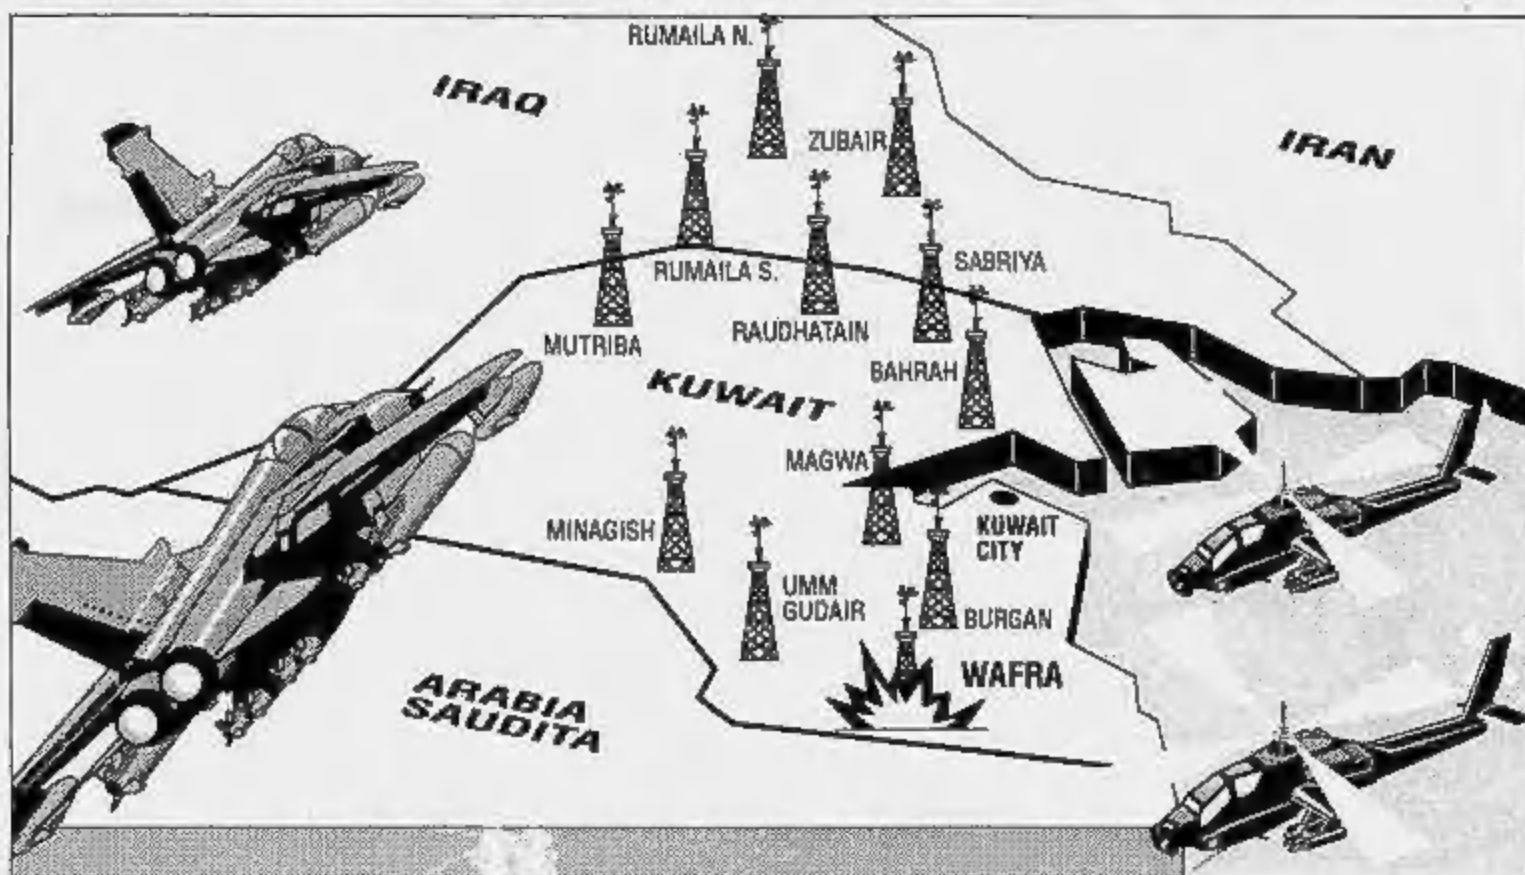 RUMAILA N.
IRAQ
ZUBAIR
IRAN
RUMAILA S.
SABRIYA
RAUDHATAIN
MUTRIBA
BAHRAH
KUWAIT
MAGWA
MINAGISH
KUWAIT
CITY
UMM
GUDAIR
BURGAN
WAFRA
ARABIA
SAUDITA